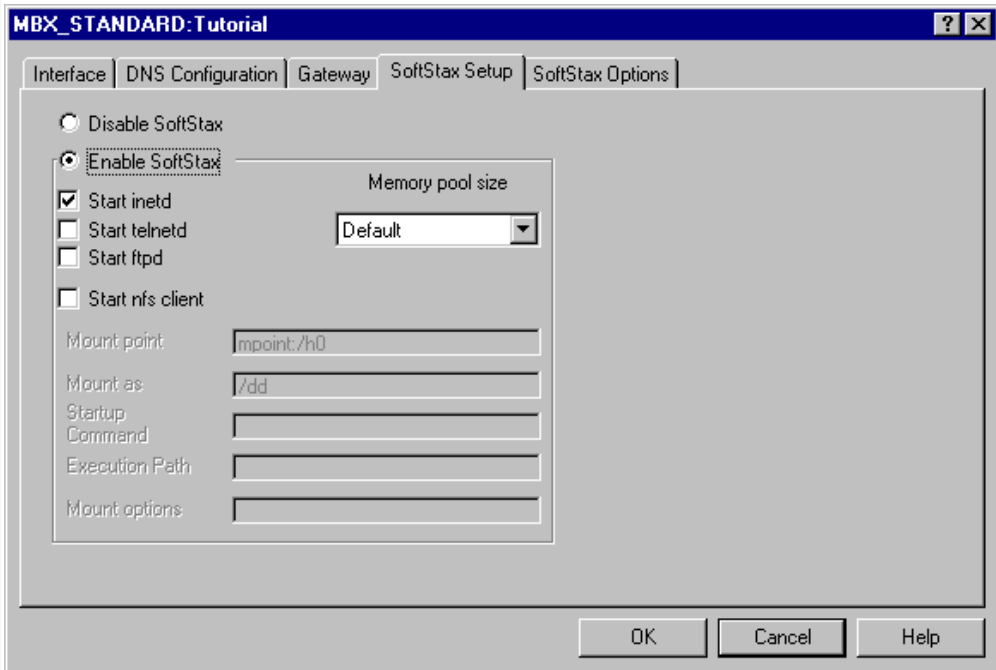 MBX_STANDARD:Tutorial
Interface DNS Configuration Gateway SoftStax Setup SoftStax Options
Disable SoftStax
Enable SoftStax
Memory pool size
Start inetd
Start telnetd
Default
Start ftpd
Start nfs client
Mount point mpoint:/h0
Mount as /dd
Startup
Command
Execution Path
Mount options
OK Cancel Help